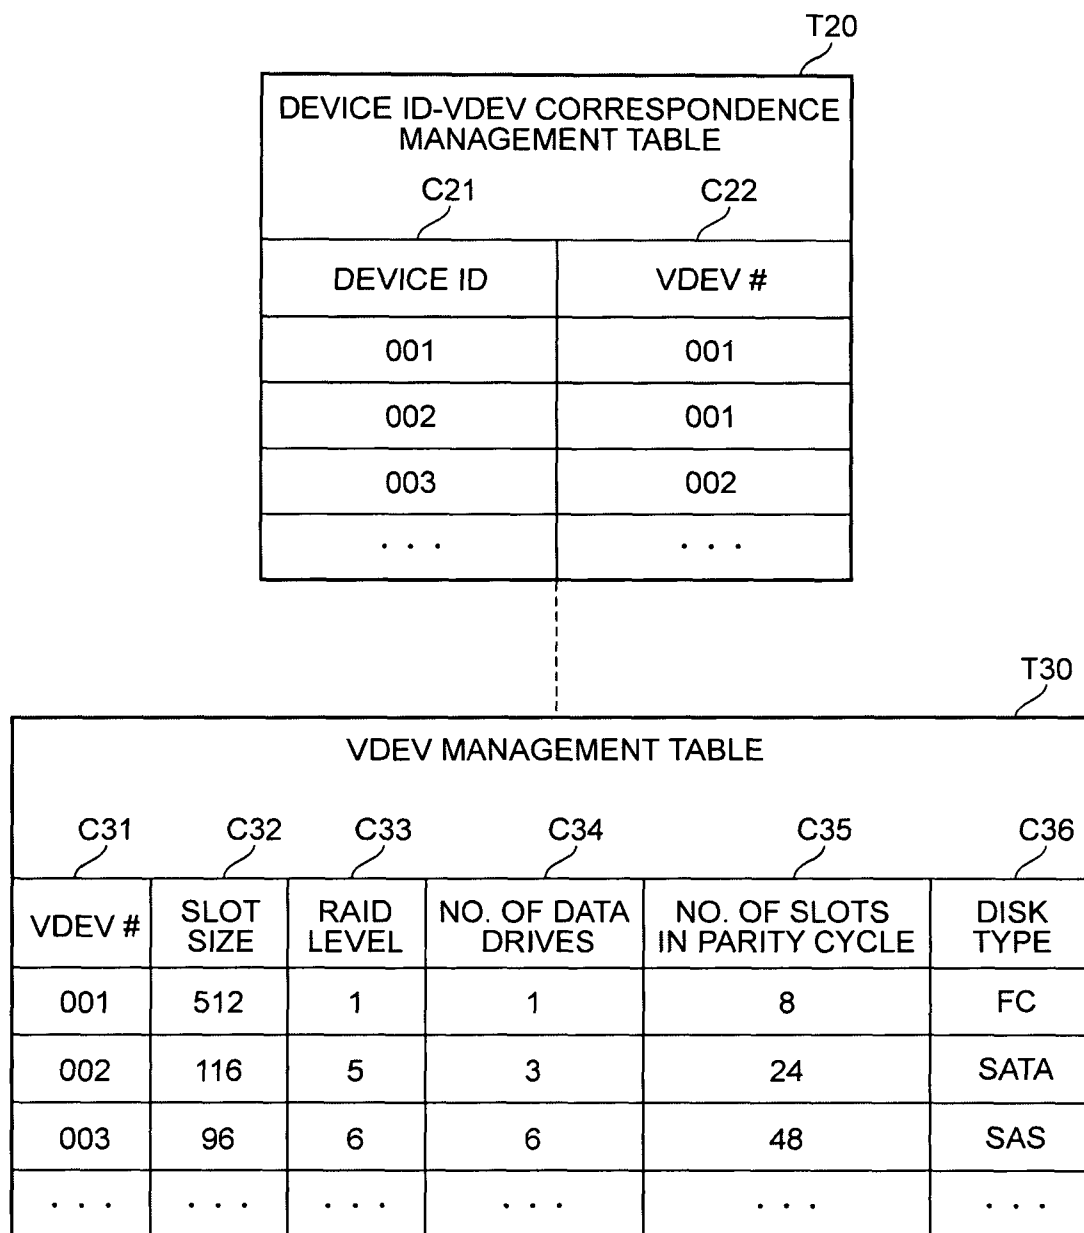 T20
DEVICE ID-VDEV CORRESPONDENCE
MANAGEMENT TABLE
C21 C22
DEVICE ID VDEV #
001 001
002 001
003 002
. . . . . .
T30
VDEV MANAGEMENT TABLE
C31 C32 C33 C34 C35 C36
VDEV # SLOT SIZE RAID LEVEL NO. OF DATA DRIVES NO. OF SLOTS IN PARITY CYCLE DISK TYPE
001 512 1 1 8 FC
002 116 5 3 24 SATA
003 96 6 6 48 SAS
. . . . . . . . . . . . . . . . . .